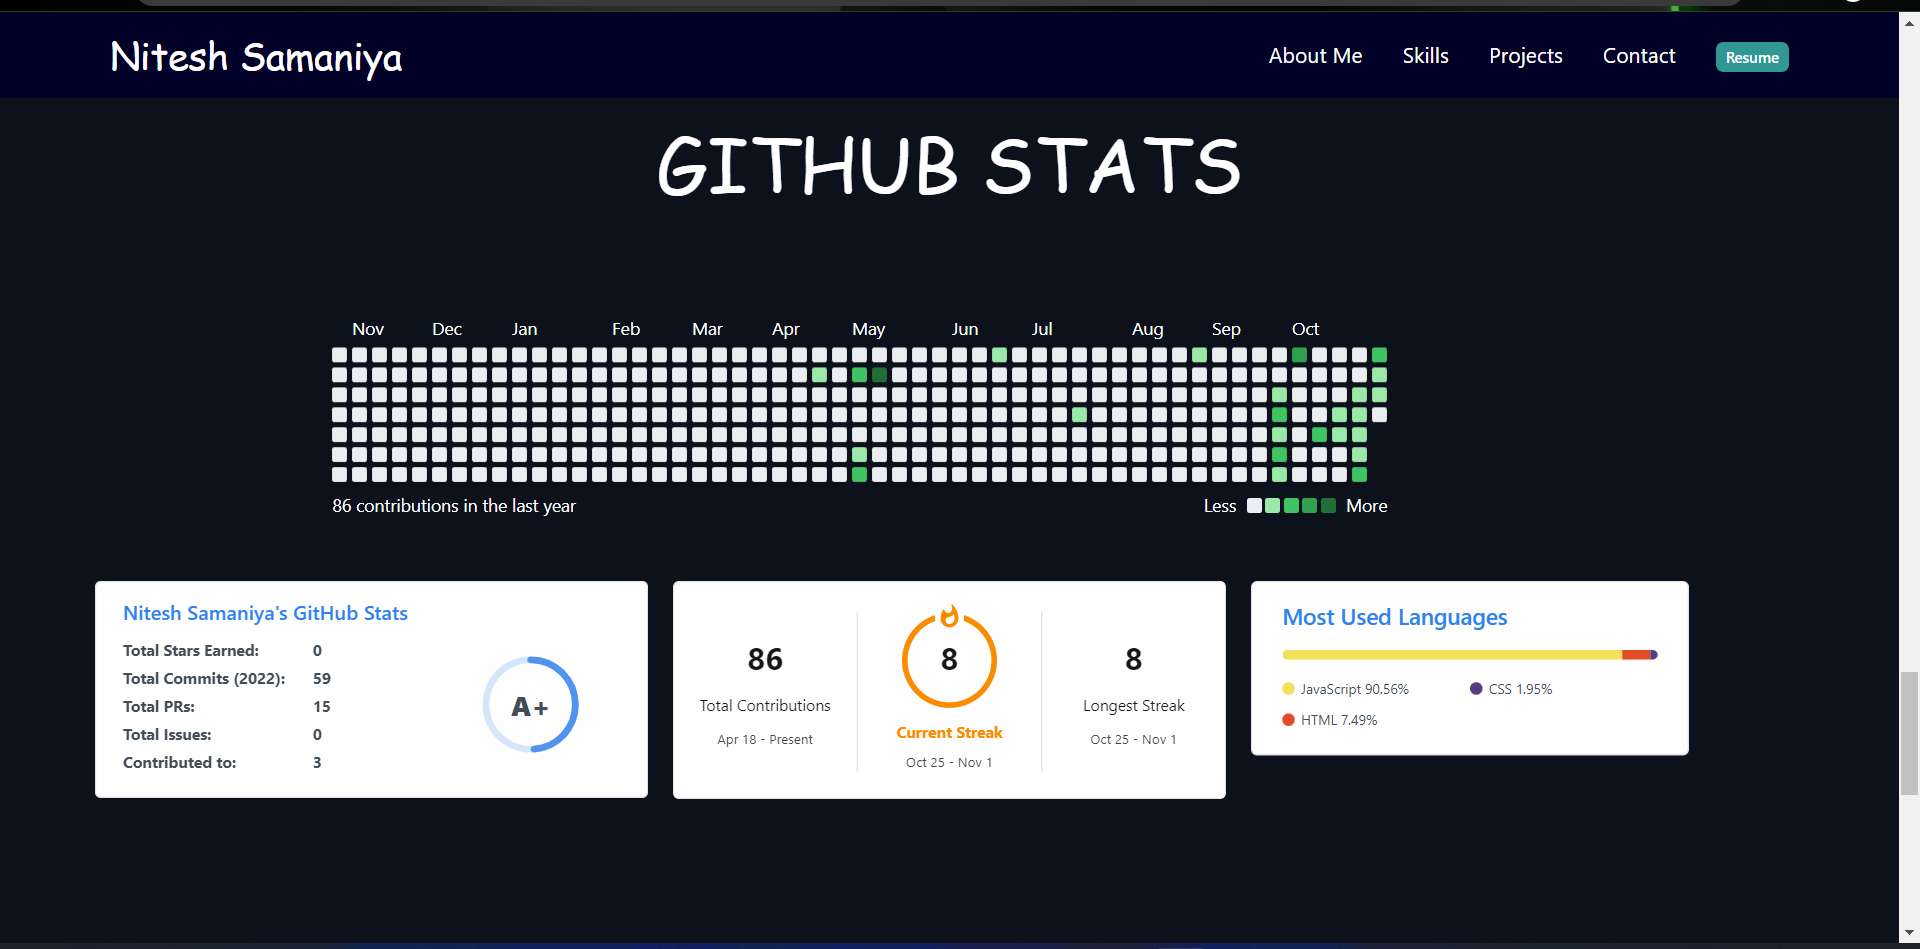 Nitesh Samaniya
About Me Skills Projects Contact Resume
GITHUB STATS
Nov Dec Jan Feb Mar Apr May Jun Jul Aug Sep Oct
86 contributions in the last year
Less More
Nitesh Samaniya's GitHub Stats
Total Stars Earned: 0
Total Commits (2022): 59
Total PRs: 15
Total Issues: 0
Contributed to: 3
A+
86
Total Contributions
Apr 18 - Present
8
Current Streak
Oct 25 - Nov 1
8
Longest Streak
Oct 25 - Nov 1
Most Used Languages
JavaScript 90.56%
CSS 1.95%
HTML 7.49%